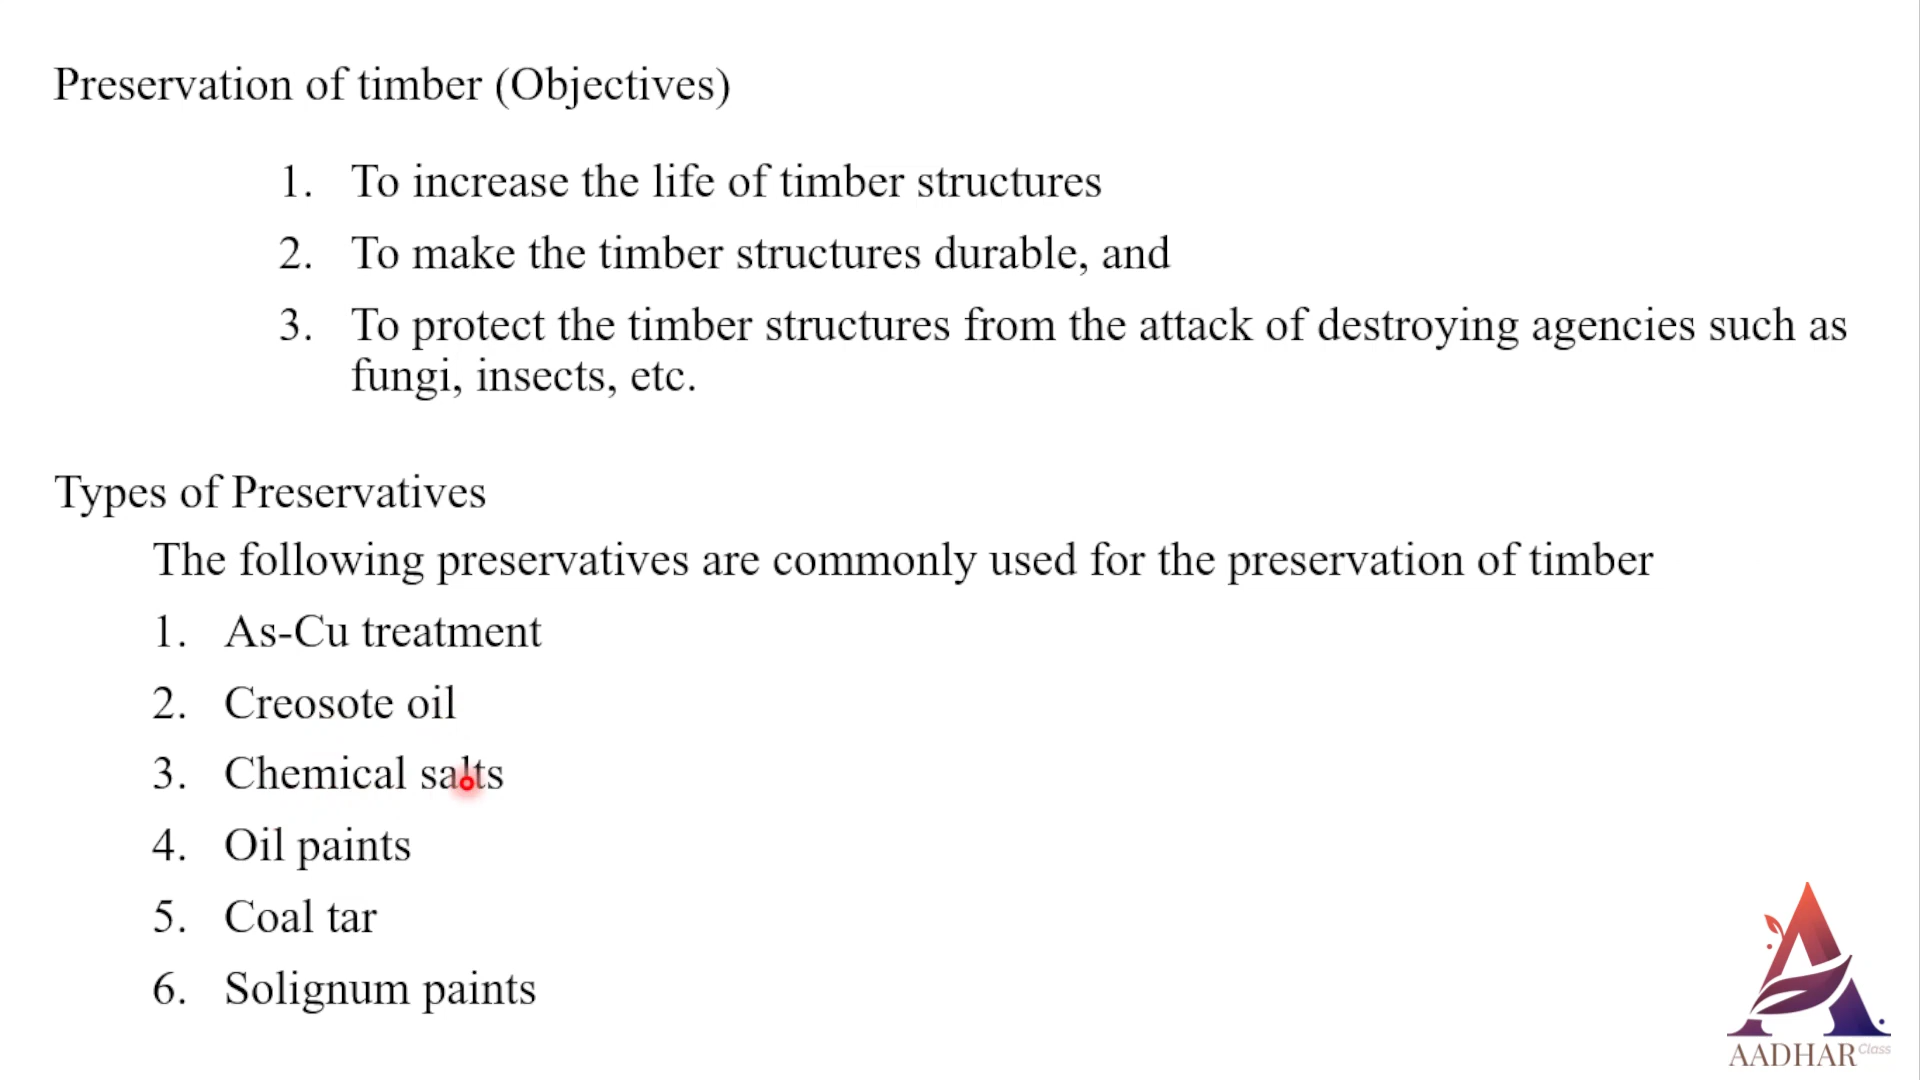 Preservation of timber (Objectives)
1. To increase the life of timber structures
2. To make the timber structures durable, and
3. To protect the timber structures from the attack of destroying agencies such as
fungi, insects, etc.
Types of Preservatives
The following preservatives are commonly used for the preservation of timber
1. As-Cu treatment
2. Creosote oil
3. Chemical salts
4. Oil paints
5. Coal tar
6. Solignum paints
AADHAR Class